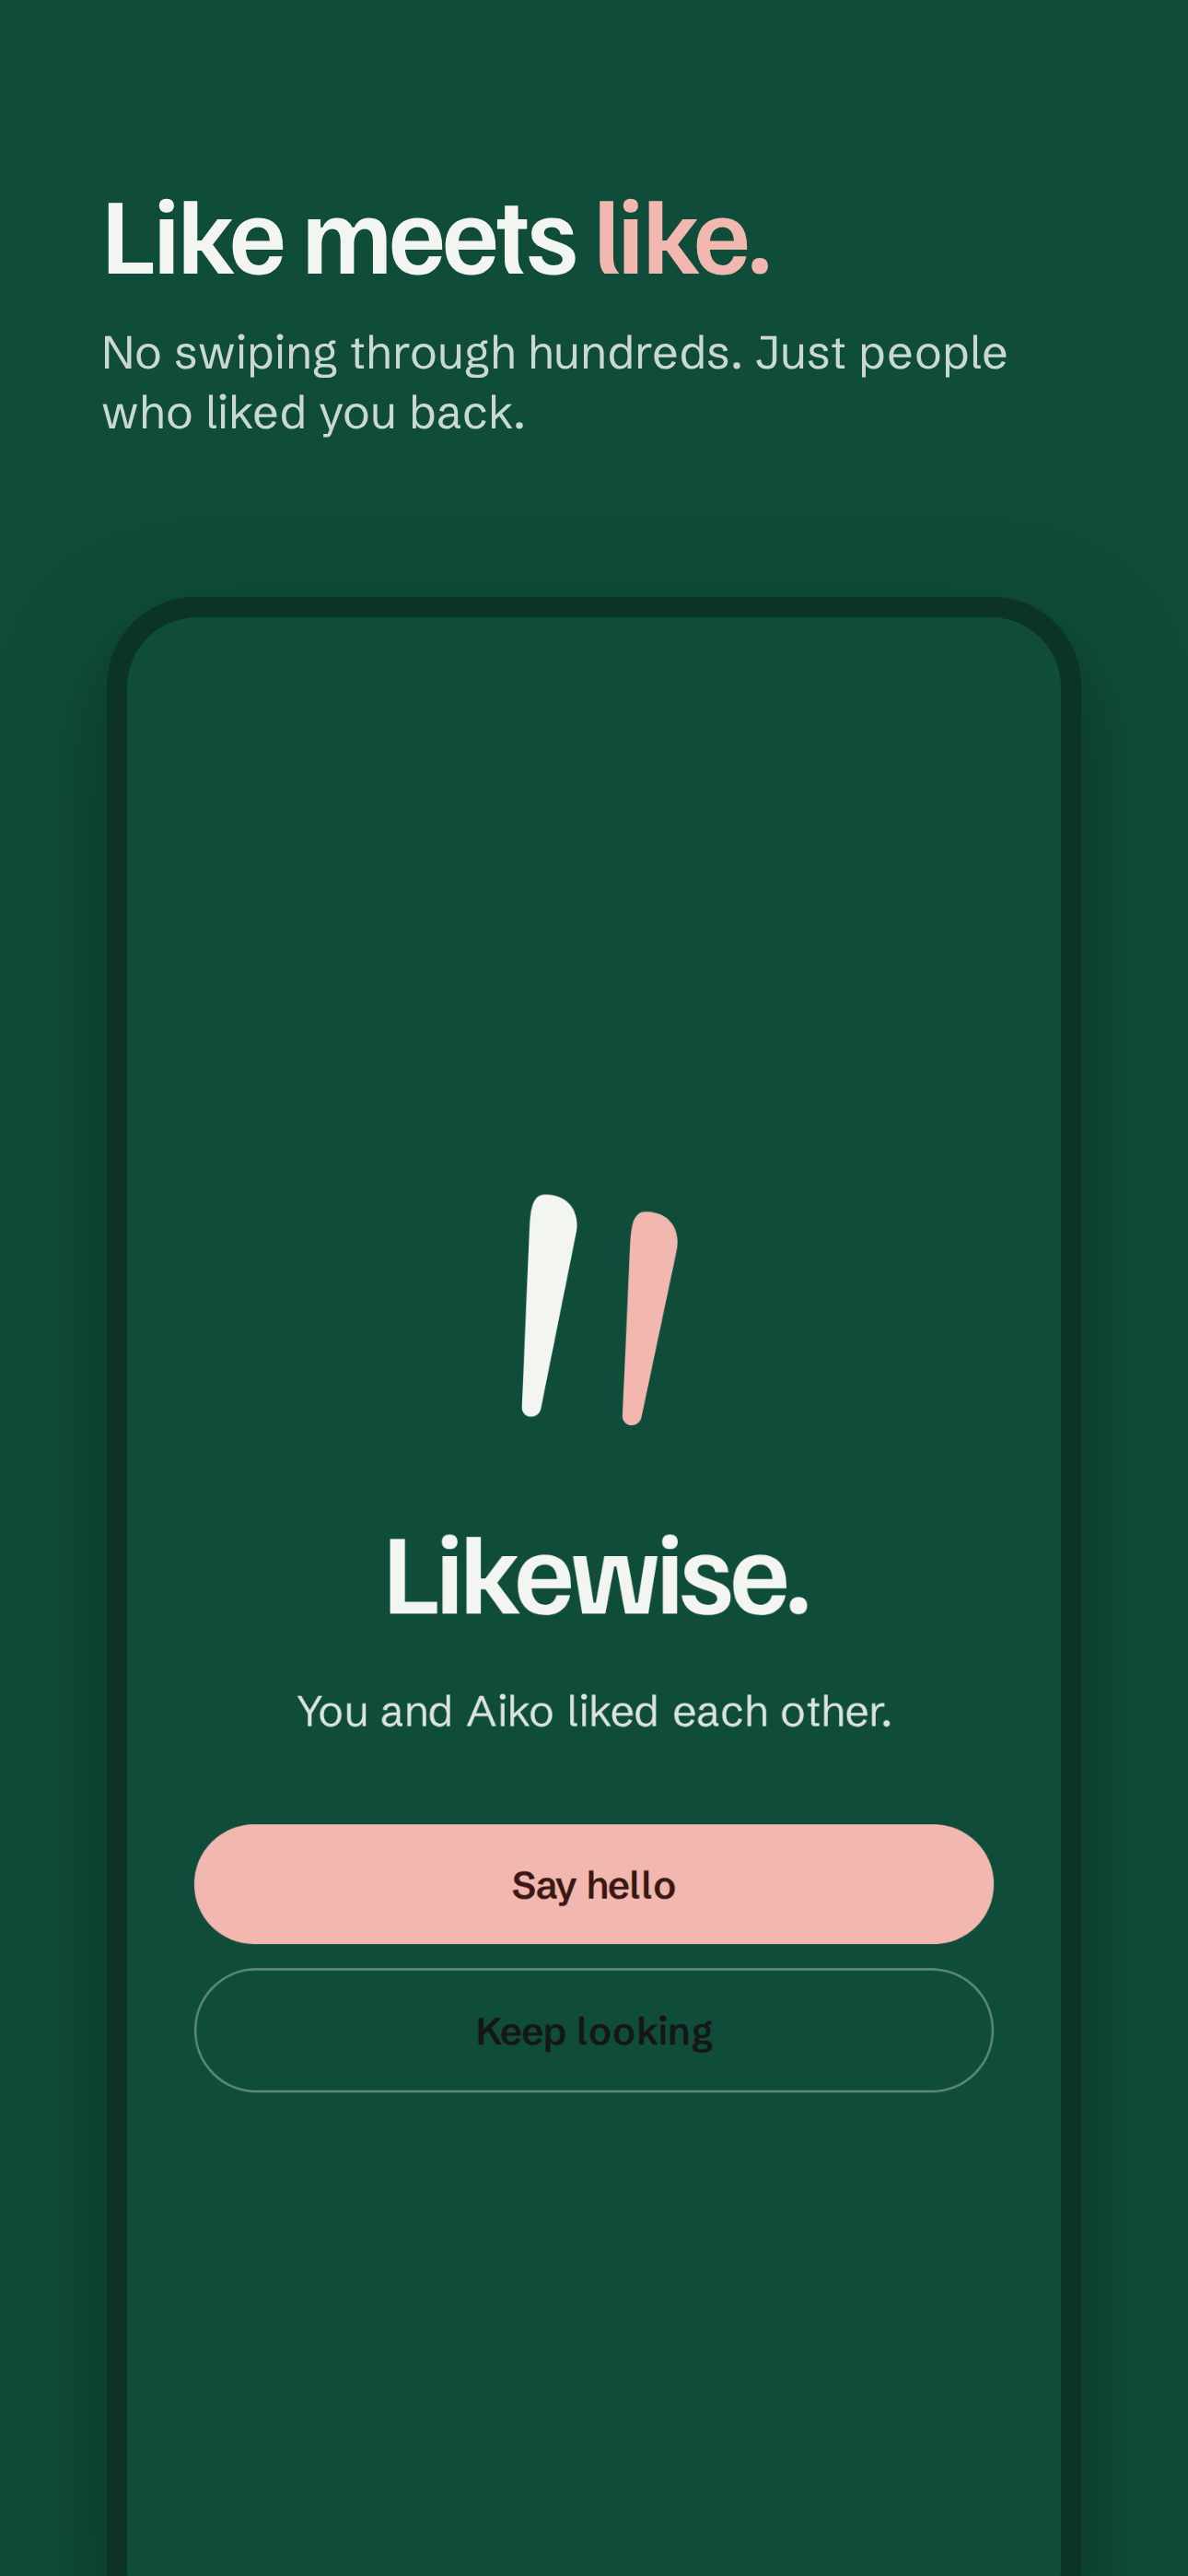 Like meets like.
No swiping through hundreds. Just people
who liked you back.
Likewise.
You and Aiko liked each other.
Say hello
Keep looking